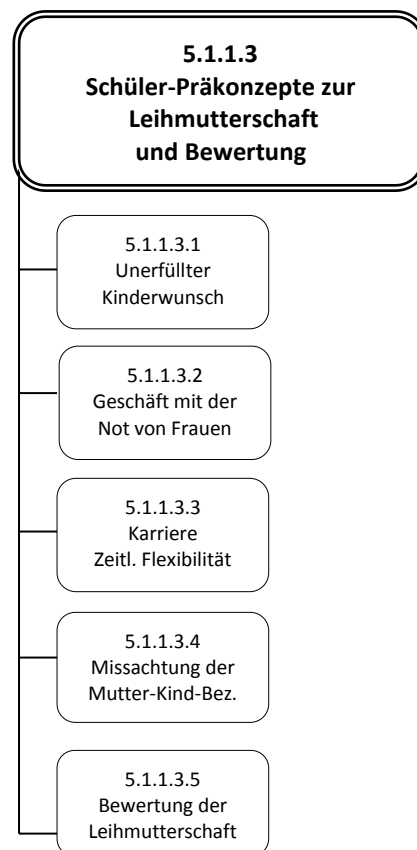 5.1.1.3
Schüler-Präkonzepte zur
Leihmutterschaft
und Bewertung
5.1.1.3.1
Unerfüllter
Kinderwunsch
5.1.1.3.2
Geschäft mit der
Not von Frauen
5.1.1.3.3
Karriere
Zeitl. Flexibilität
5.1.1.3.4
Missachtung der
Mutter-Kind-Bez.
5.1.1.3.5
Bewertung der
Leihmutterschaft